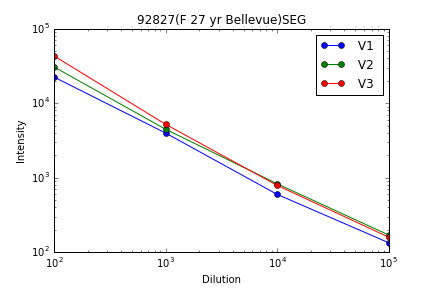 92827(F 27 yr Bellevue)SEG
10^5
10^4
10^3
10^2
Intensity
V1
V2
V3
10^2 10^3 10^4 10^5
Dilution